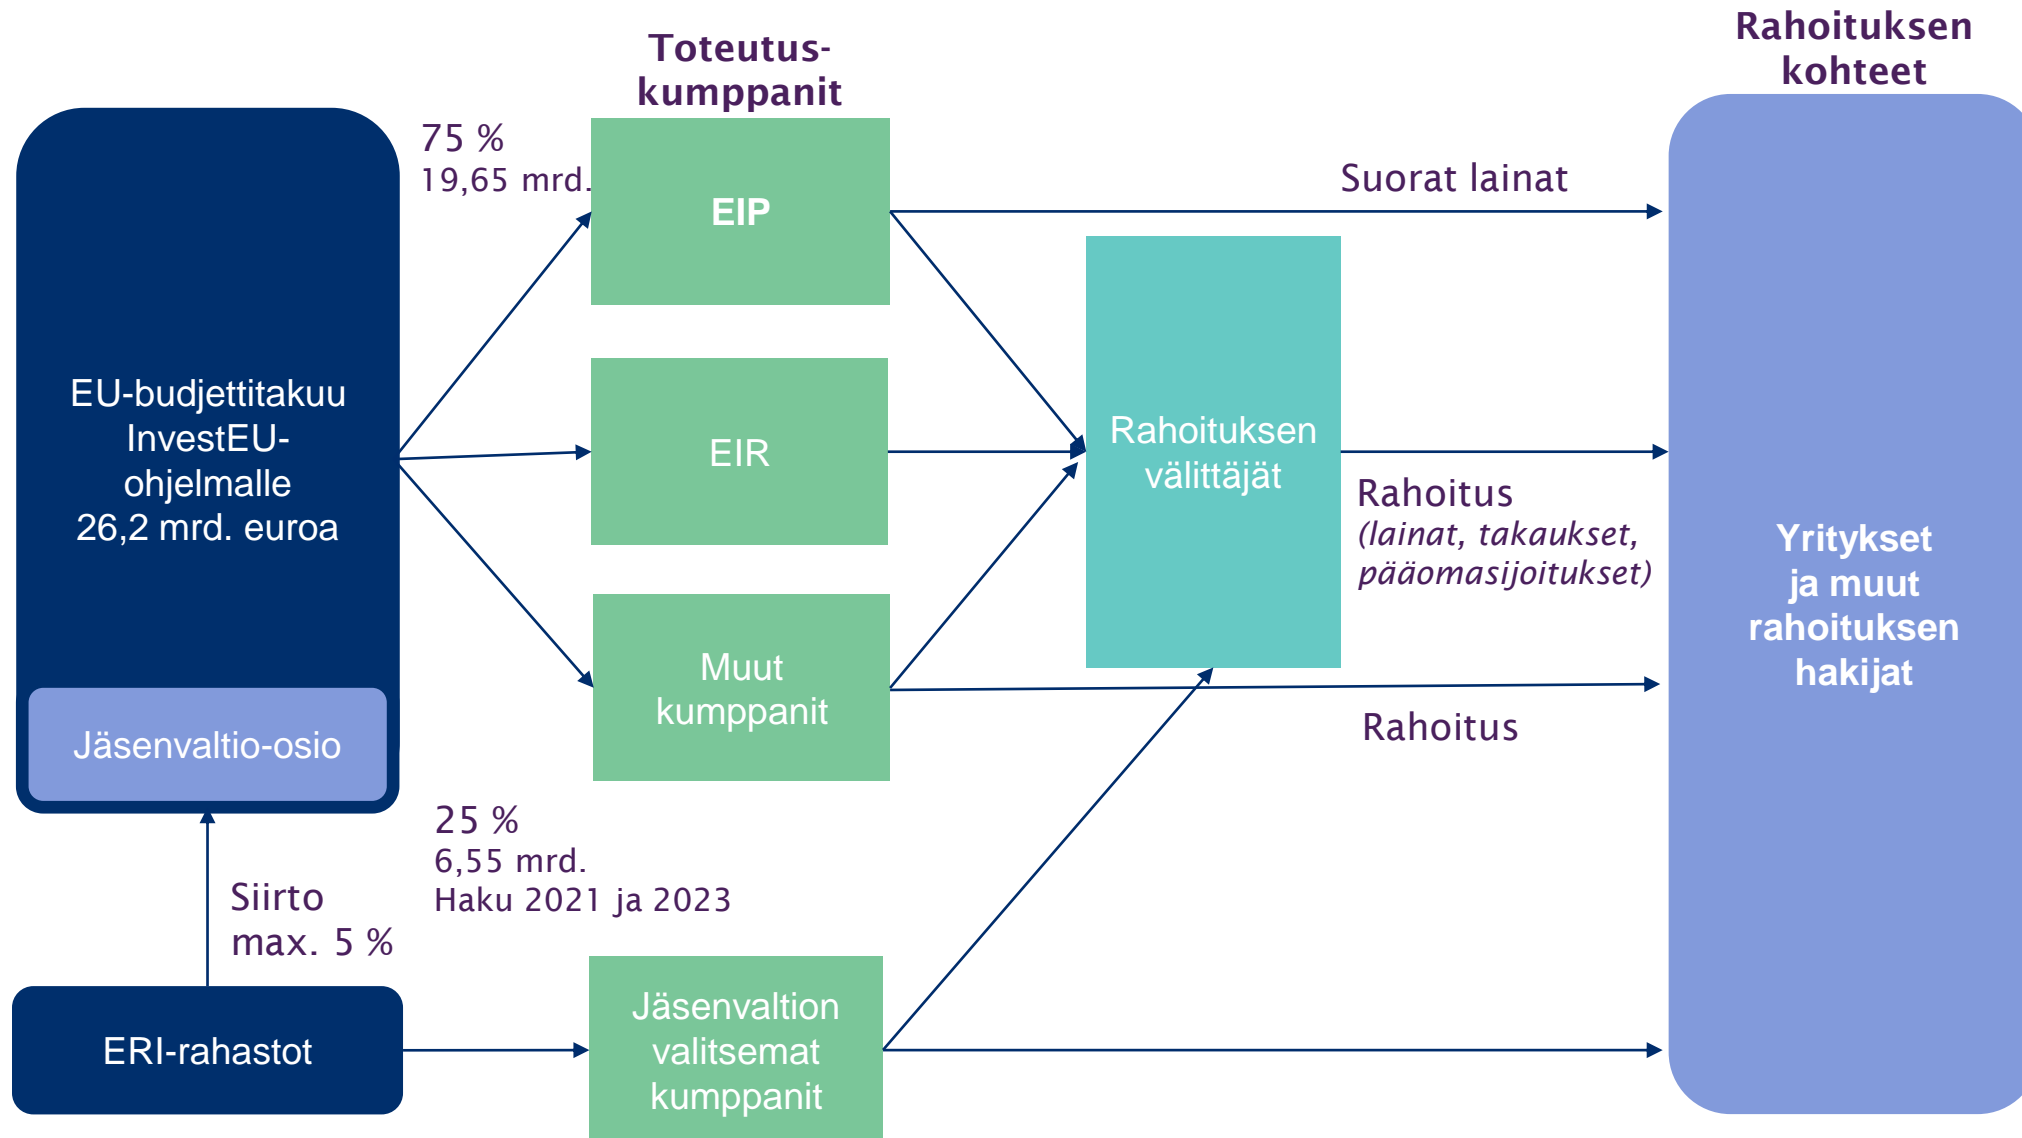 Toteutus-
kumppanit
Rahoituksen
kohteet
EU-budjettitakuu
InvestEU-
ohjelmalle
26,2 mrd. euroa
Jäsenvaltio-osio
75 %
19,65 mrd.
EIP
EIR
Muut
kumppanit
Suorat lainat
Rahoituksen
välittäjät
Rahoitus
(lainat, takaukset,
pääomasijoitukset)
Rahoitus
Yritykset
ja muut
rahoituksen
hakijat
25 %
6,55 mrd.
Haku 2021 ja 2023
Siirto
max. 5 %
ERI-rahastot
Jäsenvaltion
valitsemat
kumppanit